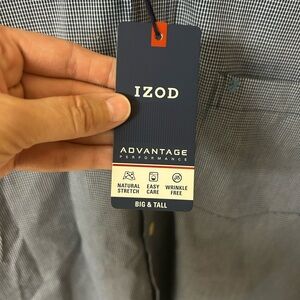 IZOD
ADVANTAGE
PERFORMANCE
NATURAL STRETCH EASY CARE WRINKLE FREE
BIG & TALL